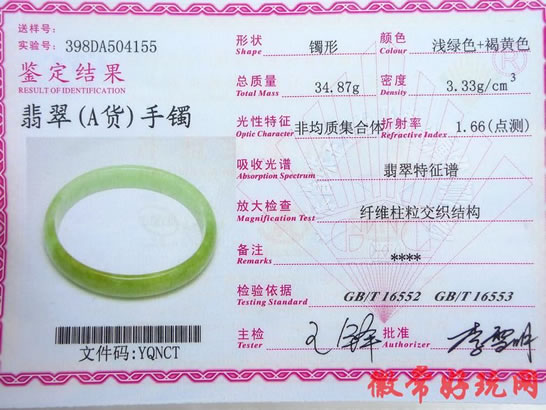 送样号:
实验号: 398DA504155
鉴定结果
RESULT OF IDENTIFICATION
翡翠(A货)手镯
文件码:YQNCT
形状 镯形 颜色 浅绿色+褐黄色
Shape Colour
总质量 34.87g 密度 3.33g/cm³
Total Mass Density
光性特征 非均质集合体 折射率 1.66(点测)
Optic Character Refractive Index
吸收光谱 翡翠特征谱
Absorption Spectrum
放大检查 纤维柱粒交织结构
Magnification Test
备注 ****
Remarks
检验依据 GB/T 16552 GB/T 16553
Testing Standard
主检 批准
Tester Authorizer
徽常好玩网